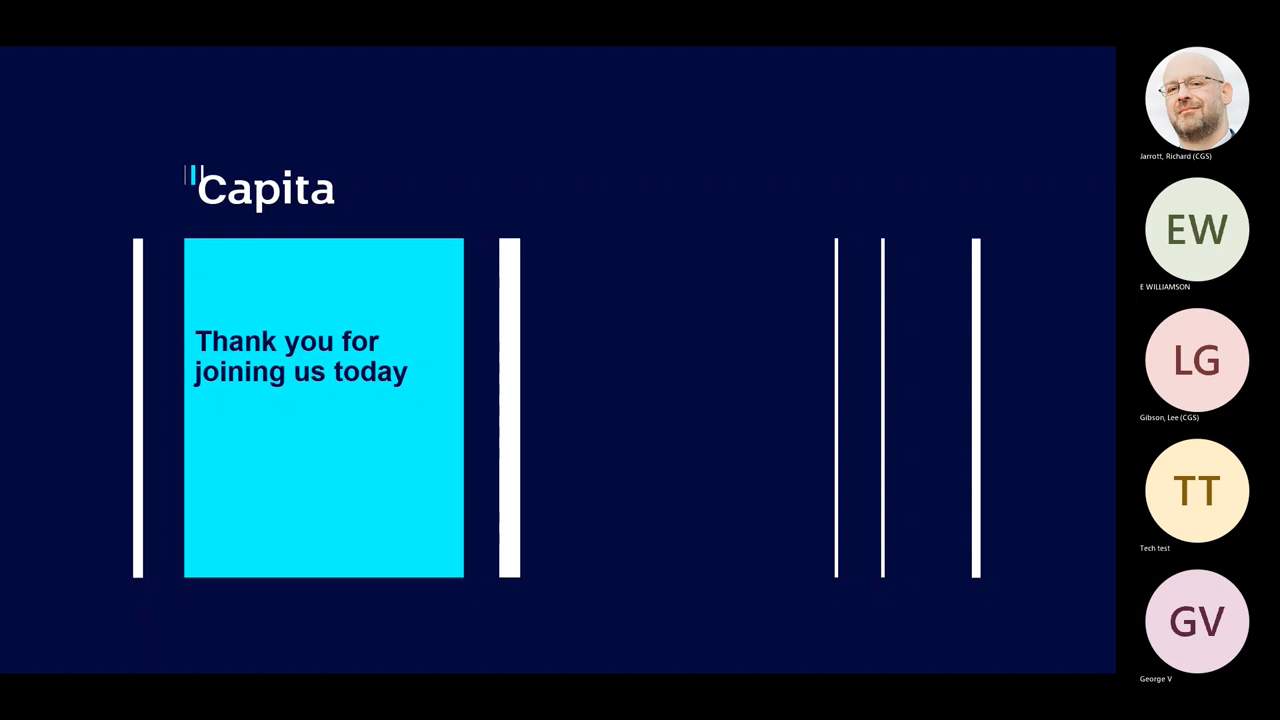 Capita
Thank you for
joining us today
Jarrott, Richard (CGS)
EW
E WILLIAMSON
LG
Gibson, Lee (CGS)
TT
Tech test
GV
George V